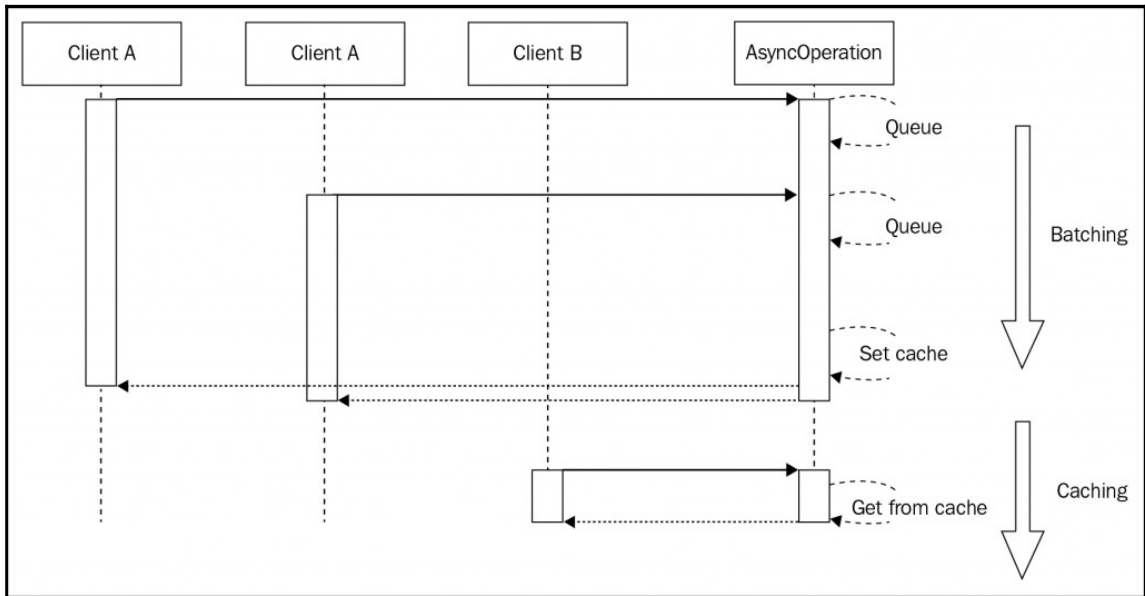 Client A
Client A
Client B
AsyncOperation
Queue
Queue
Batching
Set cache
Caching
Get from cache